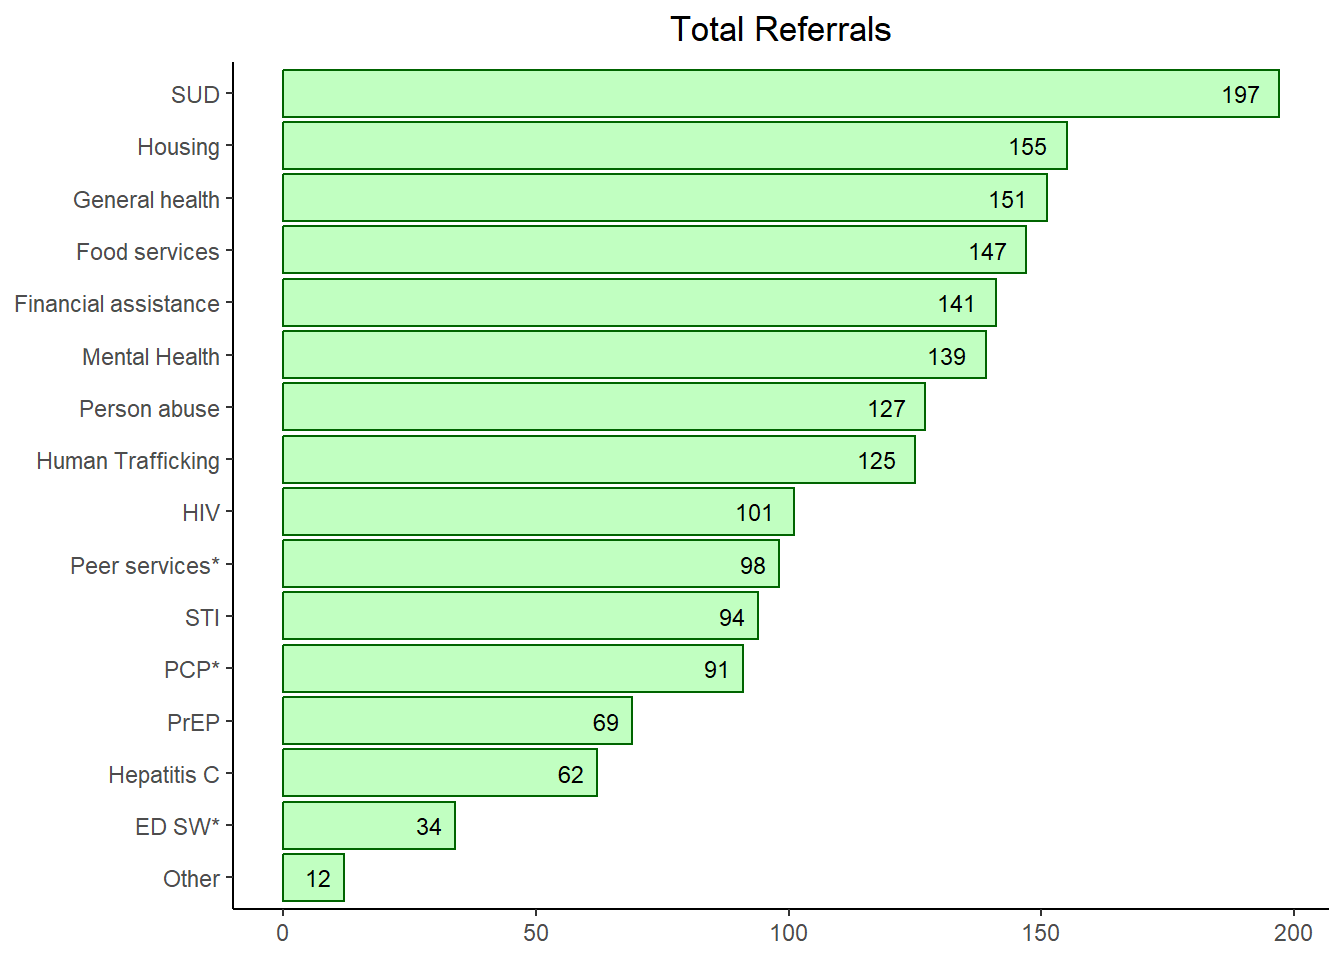 Total Referrals
SUD 197
Housing 155
General health 151
Food services 147
Financial assistance 141
Mental Health 139
Person abuse 127
Human Trafficking 125
HIV 101
Peer services* 98
STI 94
PCP* 91
PrEP 69
Hepatitis C 62
ED SW* 34
Other 12
0 50 100 150 200